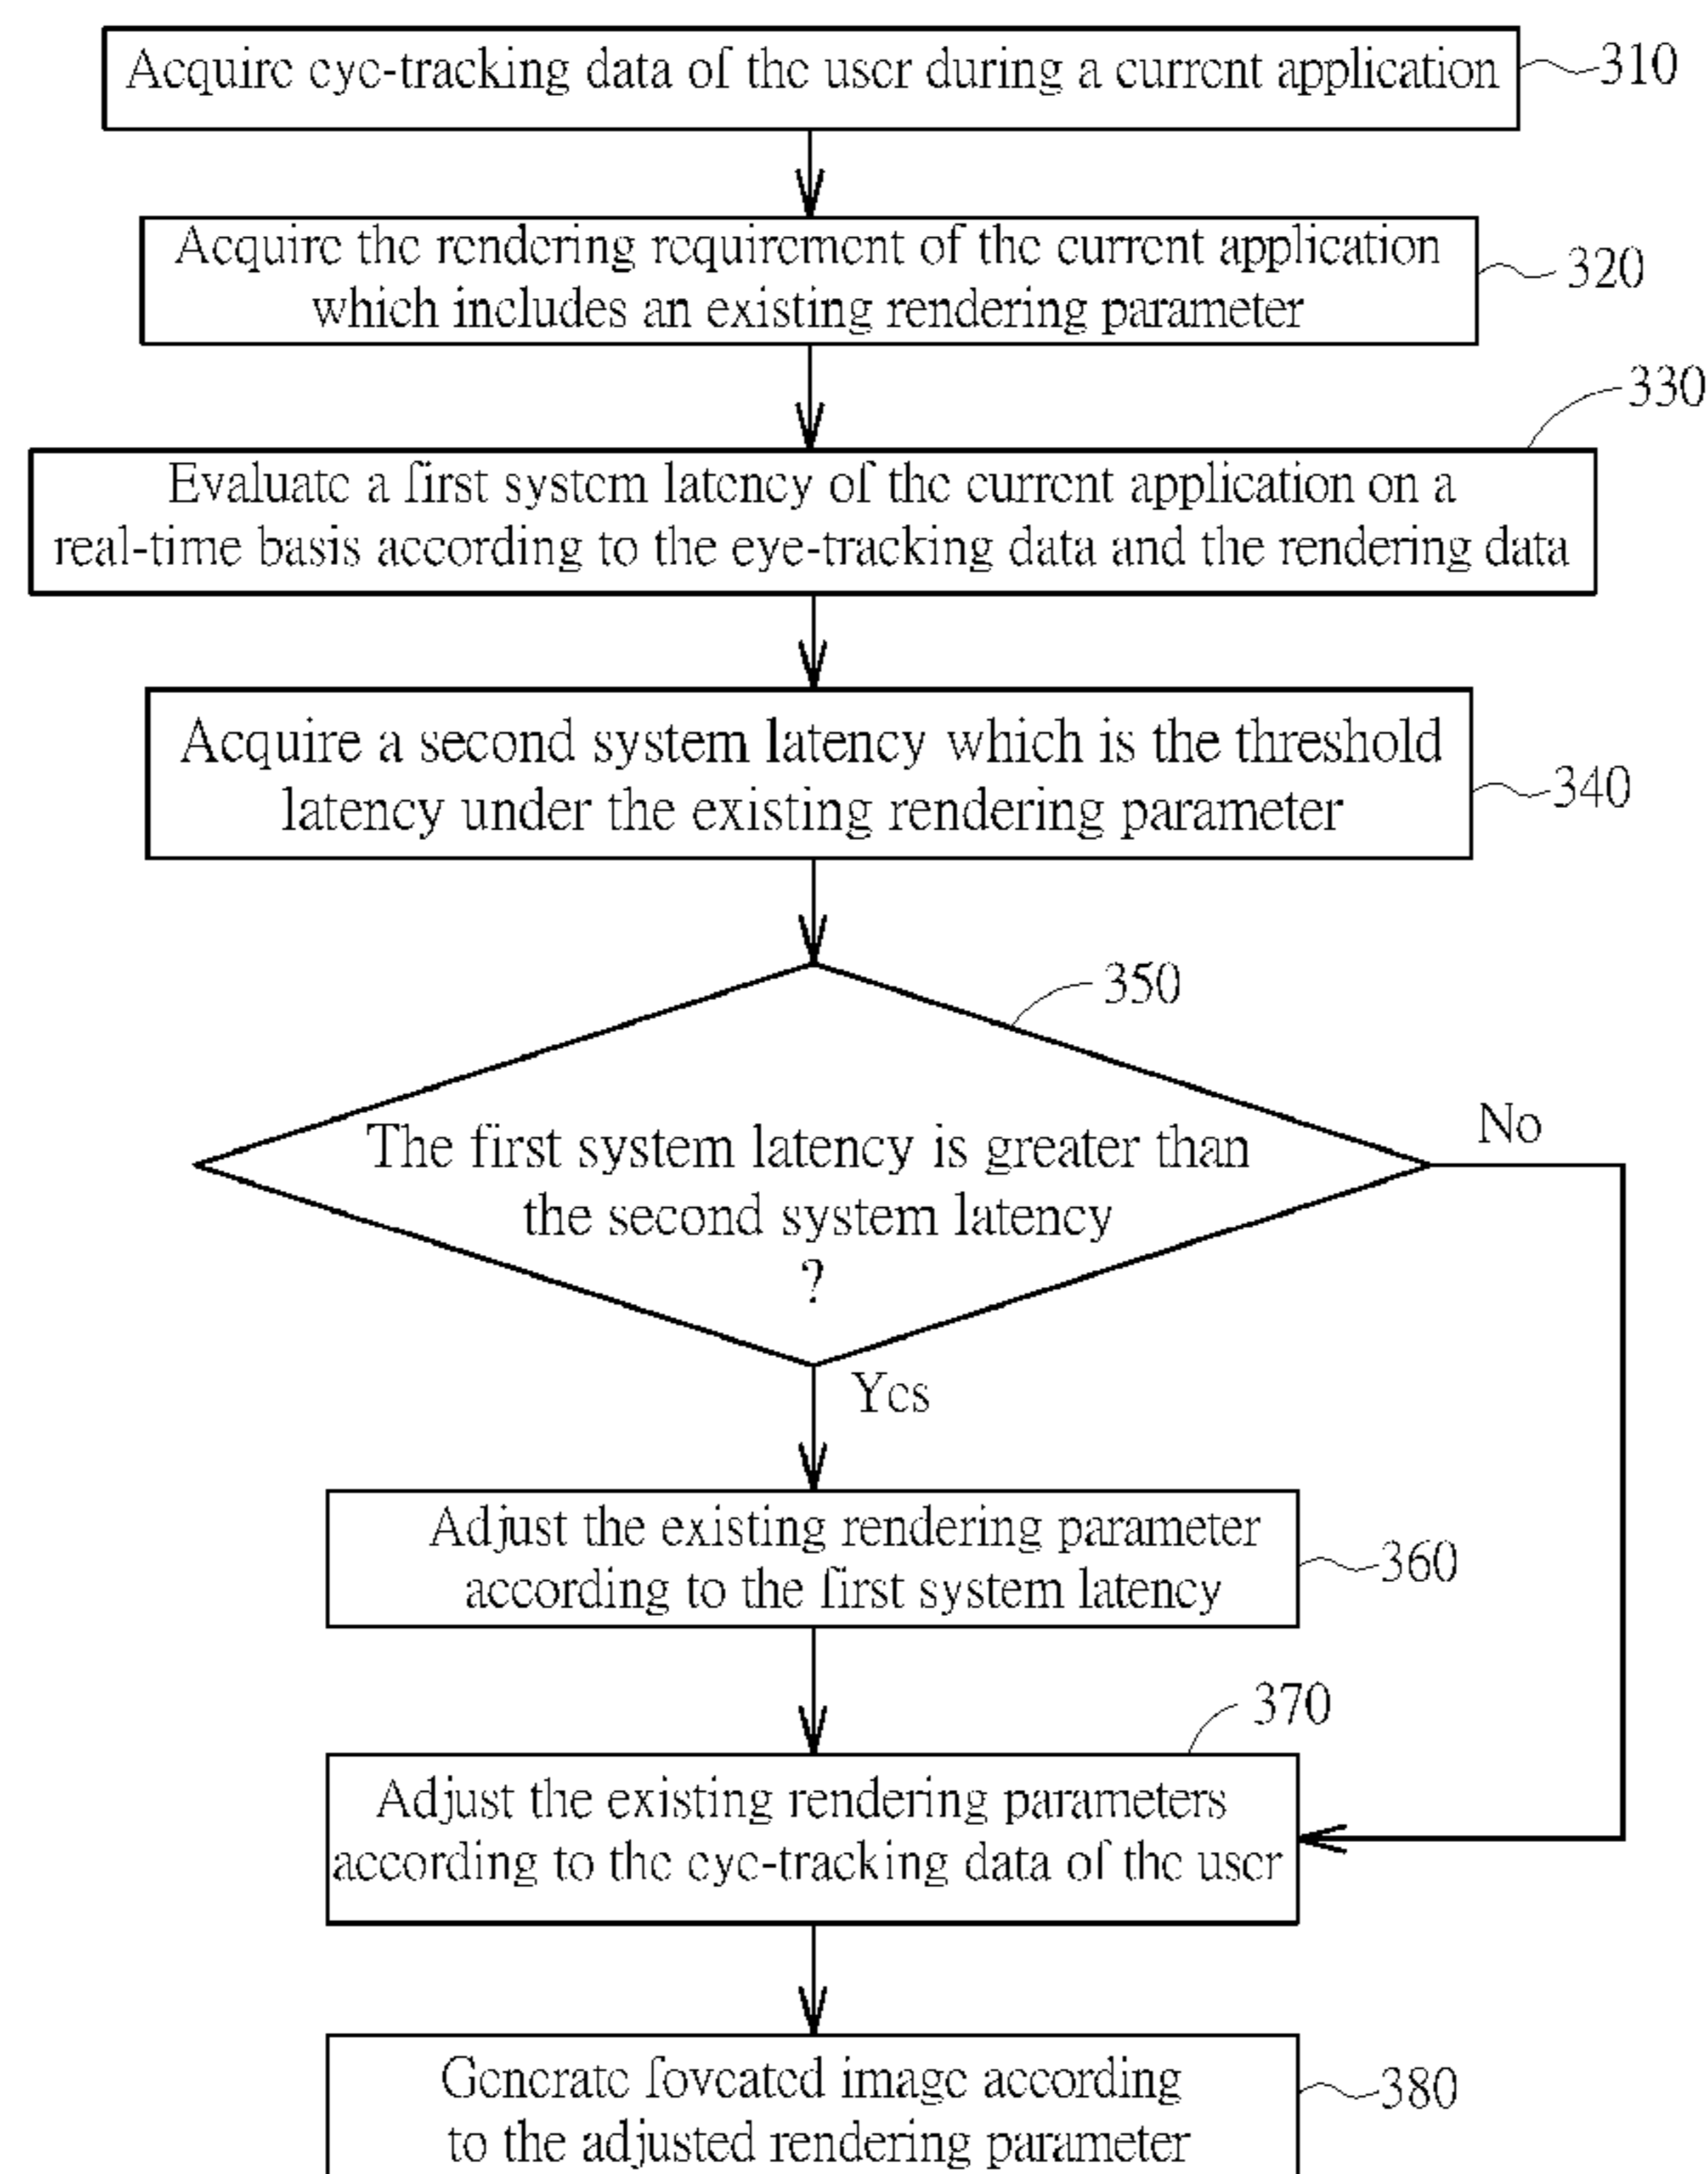 Acquire eye-tracking data of the user during a current application
310
Acquire the rendering requirement of the current application
which includes an existing rendering parameter
320
330
Evaluate a first system latency of the current application on a
real-time basis according to the eye-tracking data and the rendering data
Acquire a second system latency which is the threshold
latency under the existing rendering parameter
340
350
The first system latency is greater than
the second system latency
?
No
Yes
Adjust the existing rendering parameter
according to the first system latency
360
370
Adjust the existing rendering parameters
according to the eye-tracking data of the user
Generate foveated image according
to the adjusted rendering parameter
380